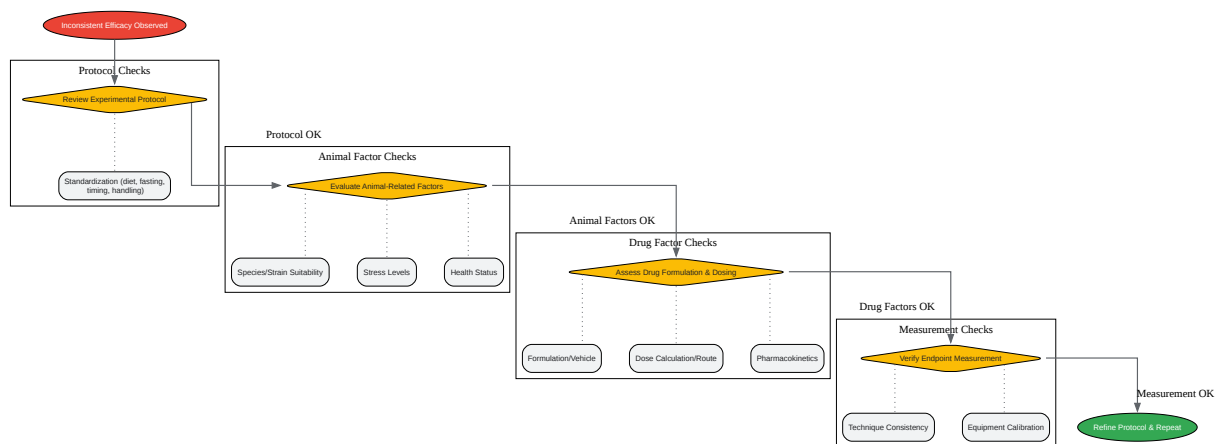 Inconsistent Efficacy Observed
Protocol Checks
Review Experimental Protocol
Standardization (diet, fasting,
timing, handling)
Protocol OK
Animal Factor Checks
Evaluate Animal-Related Factors
Species/Strain Suitability
Stress Levels
Health Status
Animal Factors OK
Drug Factor Checks
Assess Drug Formulation & Dosing
Formulation/Vehicle
Dose Calculation/Route
Pharmacokinetics
Drug Factors OK
Measurement Checks
Verify Endpoint Measurement
Technique Consistency
Equipment Calibration
Measurement OK
Refine Protocol & Repeat